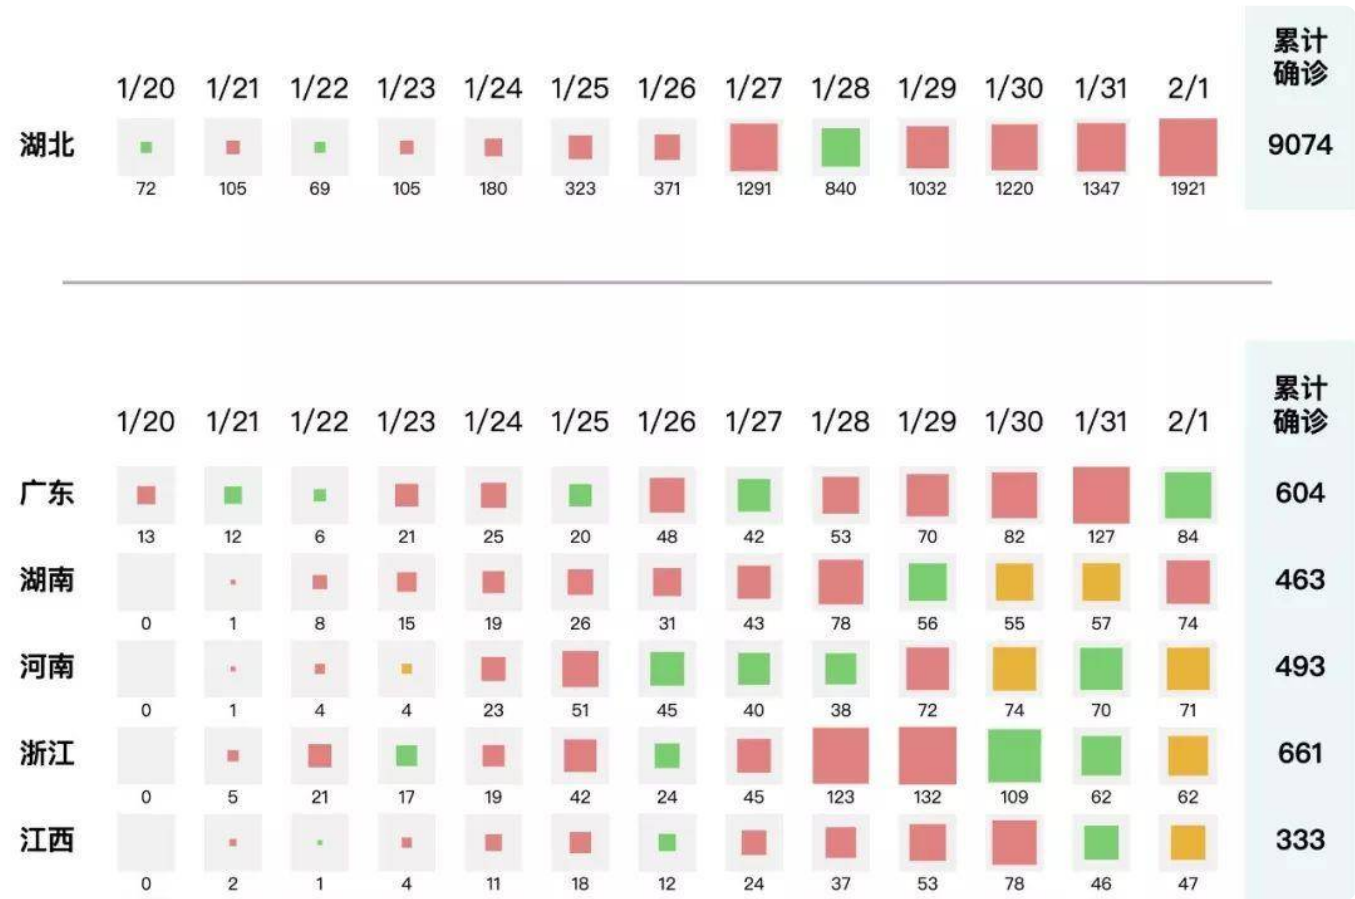 累计
确诊
1/20 1/21 1/22 1/23 1/24 1/25 1/26 1/27 1/28 1/29 1/30 1/31 2/1
湖北 9074
72 105 69 105 180 323 371 1291 840 1032 1220 1347 1921
累计
确诊
1/20 1/21 1/22 1/23 1/24 1/25 1/26 1/27 1/28 1/29 1/30 1/31 2/1
广东 604
13 12 6 21 25 20 48 42 53 70 82 127 84
湖南 463
0 1 8 15 19 26 31 43 78 56 55 57 74
河南 493
0 1 4 4 23 51 45 40 38 72 74 70 71
浙江 661
0 5 21 17 19 42 24 45 123 132 109 62 62
江西 333
0 2 1 4 11 18 12 24 37 53 78 46 47